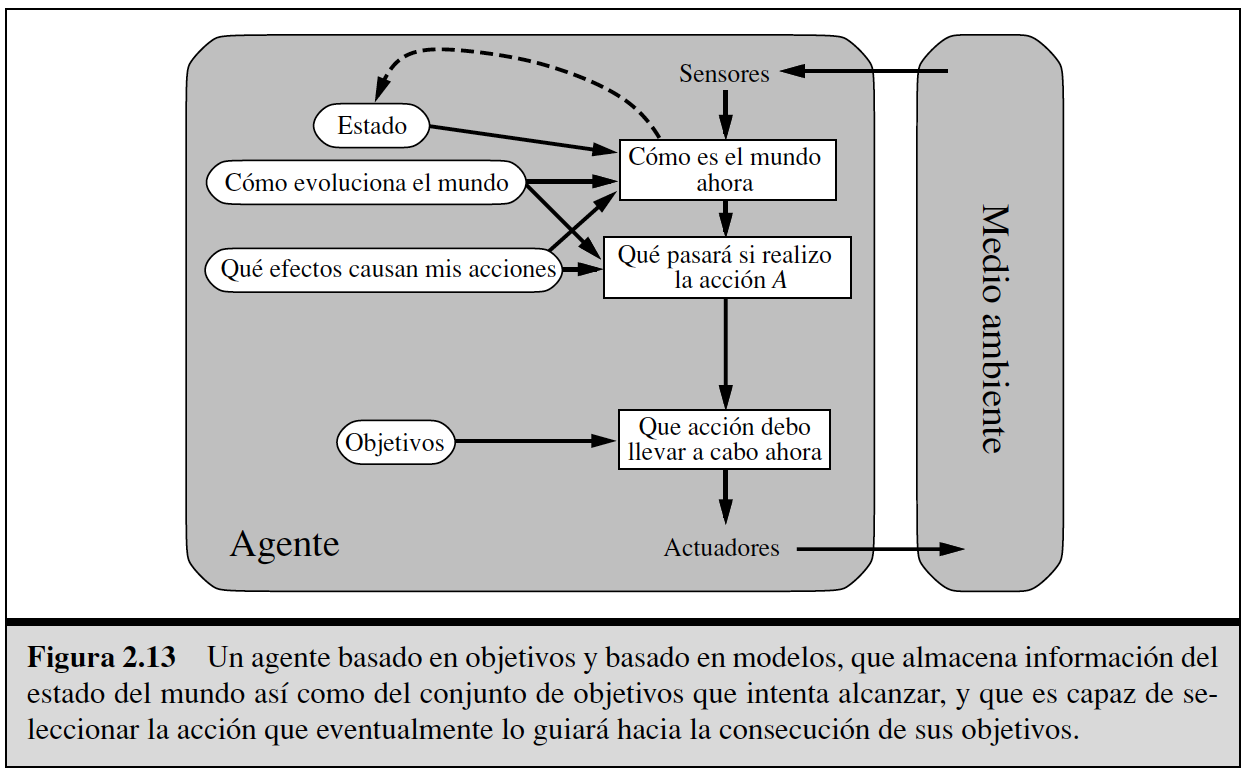 Sensores
Estado
Cómo es el mundo
ahora
Cómo evoluciona el mundo
Qué efectos causan mis acciones
Qué pasará si realizo
la acción A
Objetivos
Que acción debo
llevar a cabo ahora
Agente
Actuadores
Medio ambiente
Figura 2.13 Un agente basado en objetivos y basado en modelos, que almacena información del
estado del mundo así como del conjunto de objetivos que intenta alcanzar, y que es capaz de se-
leccionar la acción que eventualmente lo guiará hacia la consecución de sus objetivos.